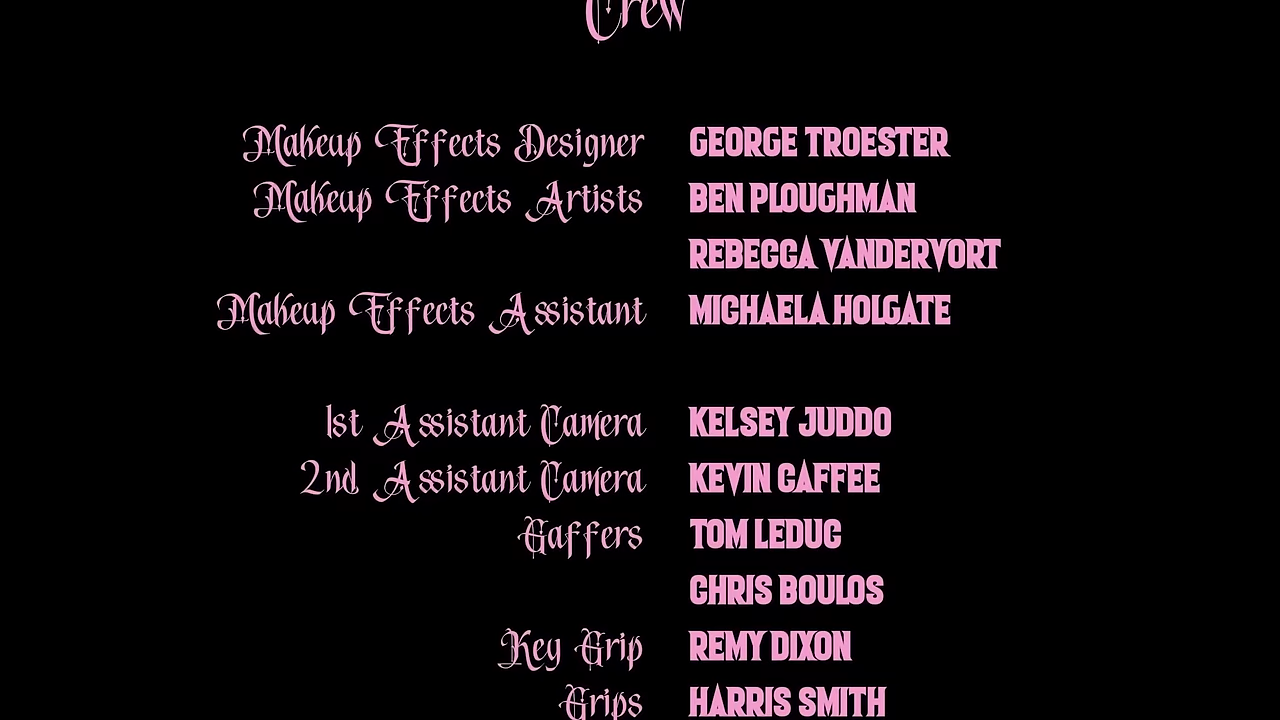 Crew
Makeup Effects Designer GEORGE TROESTER
Makeup Effects Artists BEN PLOUGHMAN
REBECCA VANDERVORT
Makeup Effects Assistant MICHAELA HOLGATE
1st Assistant Camera KELSEY JUDDO
2nd Assistant Camera KEVIN CAFFEE
Gaffers TOM LEDUC
CHRIS BOULOS
Key Grip REMY DIXON
Grips HARRIS SMITH